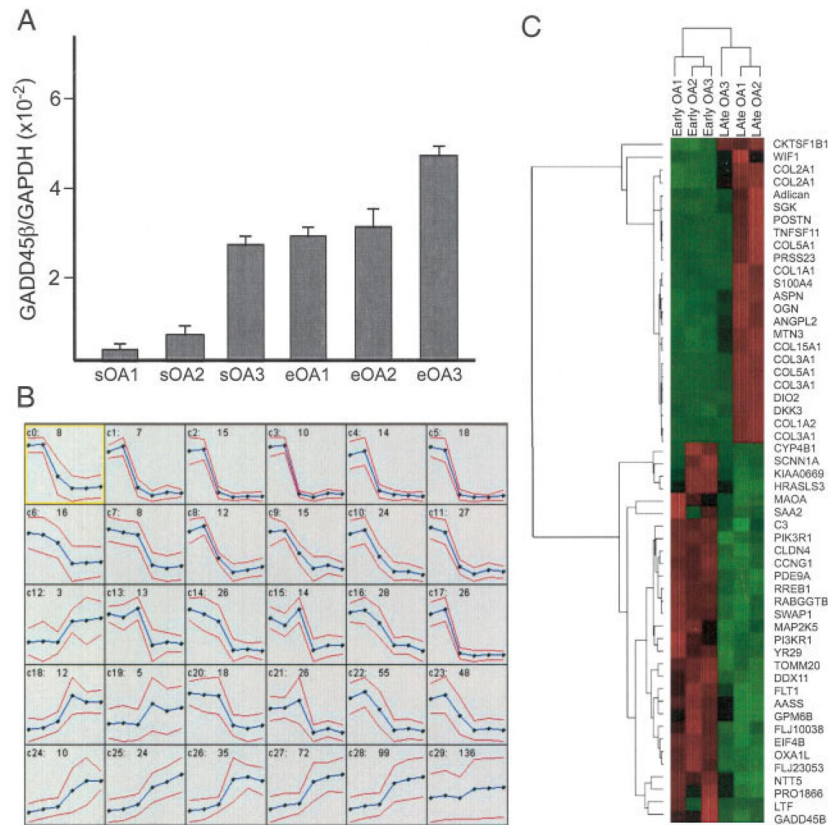 A
GADD45β/GAPDH (x10⁻²)
6
4
2
sOA1 sOA2 sOA3 eOA1 eOA2 eOA3
B
c0: 8 c1: 7 c2: 15 c3: 10 c4: 14 c5: 18
c6: 16 c7: 8 c8: 12 c9: 15 c10: 24 c11: 27
c12: 3 c13: 13 c14: 26 c15: 14 c16: 28 c17: 26
c18: 12 c19: 5 c20: 18 c21: 26 c22: 55 c23: 48
c24: 10 c25: 24 c26: 35 c27: 72 c28: 99 c29: 136
C
Early OA1
Early OA2
Early OA3
LAte OA3
LAte OA1
LAte OA2
CKTSF1B1
WIF1
COL2A1
COL2A1
Adlican
SGK
POSTN
TNFSF11
COL5A1
PRSS23
COL1A1
S100A4
ASPN
OGN
ANGPL2
MTN3
COL15A1
COL3A1
COL5A1
COL3A1
DIO2
DKK3
COL1A2
COL3A1
CYP4B1
SCNN1A
KIAA0669
HRASLS3
MAOA
SAA2
C3
PIK3R1
CLDN4
CCNG1
PDE9A
RREB1
RABGGTB
SWAP1
MAP2K5
PI3KR1
YR29
TOMM20
DDX11
FLT1
AASS
GPM6B
FLJ10038
EIF4B
OXA1L
FLJ23053
NTT5
PRO1866
LTF
GADD45B